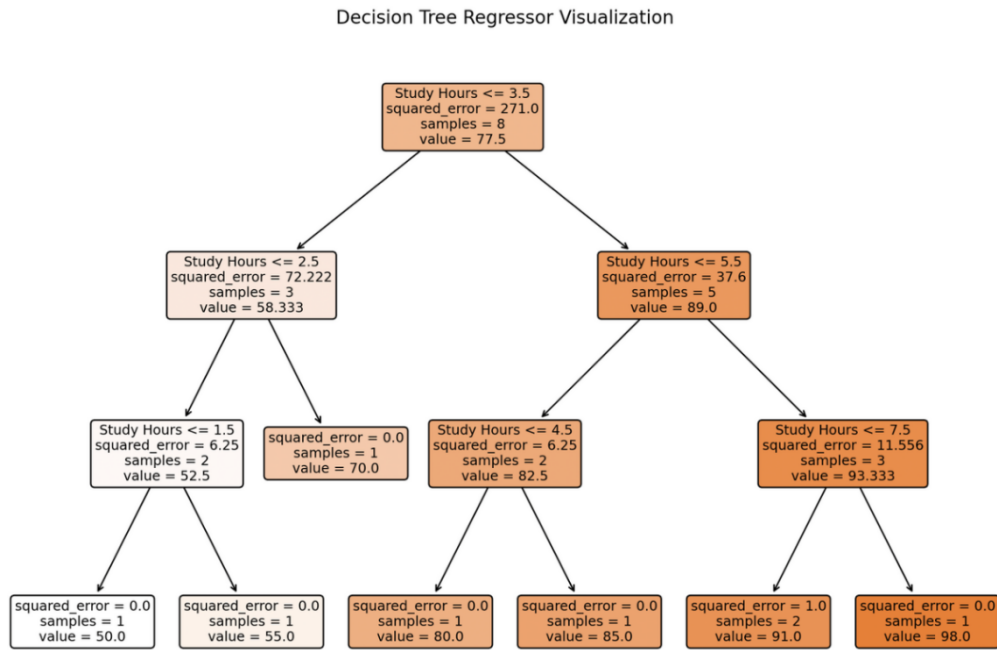 Decision Tree Regressor Visualization
Study Hours <= 3.5
squared_error = 271.0
samples = 8
value = 77.5
Study Hours <= 2.5
squared_error = 72.222
samples = 3
value = 58.333
Study Hours <= 5.5
squared_error = 37.6
samples = 5
value = 89.0
Study Hours <= 1.5
squared_error = 6.25
samples = 2
value = 52.5
squared_error = 0.0
samples = 1
value = 70.0
Study Hours <= 4.5
squared_error = 6.25
samples = 2
value = 82.5
Study Hours <= 7.5
squared_error = 11.556
samples = 3
value = 93.333
squared_error = 0.0
samples = 1
value = 50.0
squared_error = 0.0
samples = 1
value = 55.0
squared_error = 0.0
samples = 1
value = 80.0
squared_error = 0.0
samples = 1
value = 85.0
squared_error = 1.0
samples = 2
value = 91.0
squared_error = 0.0
samples = 1
value = 98.0